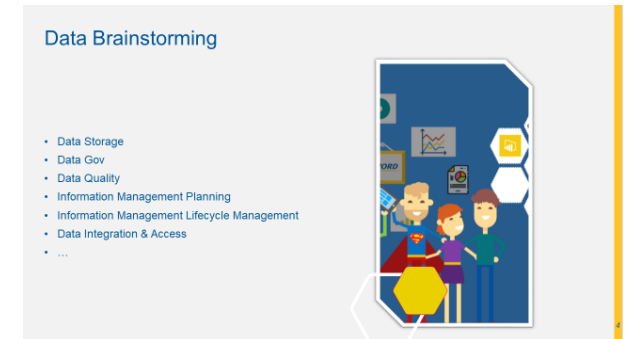 Data Brainstorming
• Data Storage
• Data Gov
• Data Quality
• Information Management Planning
• Information Management Lifecycle Management
• Data Integration & Access
• …
ORD
4